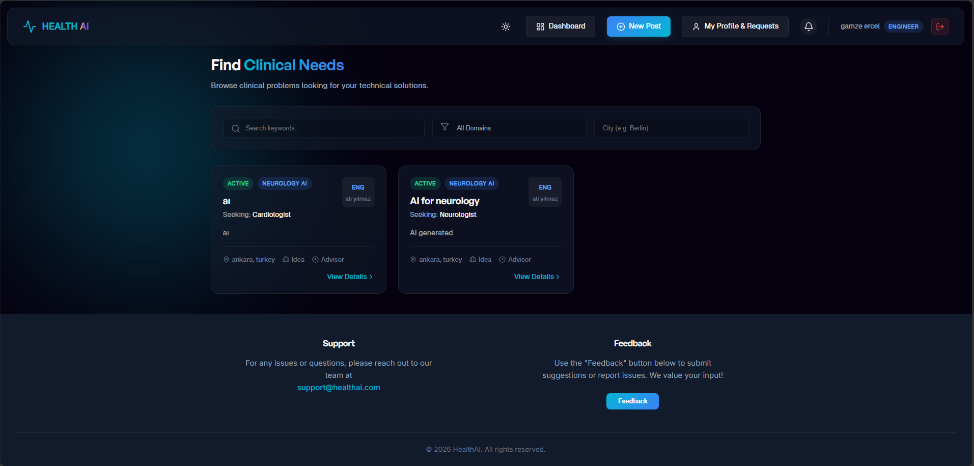 HEALTH AI
Dashboard
New Post
My Profile & Requests
gamze ercel
ENGINEER
Find Clinical Needs
Browse clinical problems looking for your technical solutions.
Search keywords...
All Domains
City (e.g. Berlin)
ACTIVE
NEUROLOGY AI
ENG
ali yilmaz
aı
Seeking: Cardiologist
aı
ankara, turkey
Idea
Advisor
View Details
ACTIVE
NEUROLOGY AI
ENG
ali yilmaz
AI for neurology
Seeking: Neurologist
AI generated
ankara, turkey
Idea
Advisor
View Details
Support
For any issues or questions, please reach out to our
team at
support@healthai.com
Feedback
Use the "Feedback" button below to submit
suggestions or report issues. We value your input!
Feedback
© 2026 HealthAI. All rights reserved.